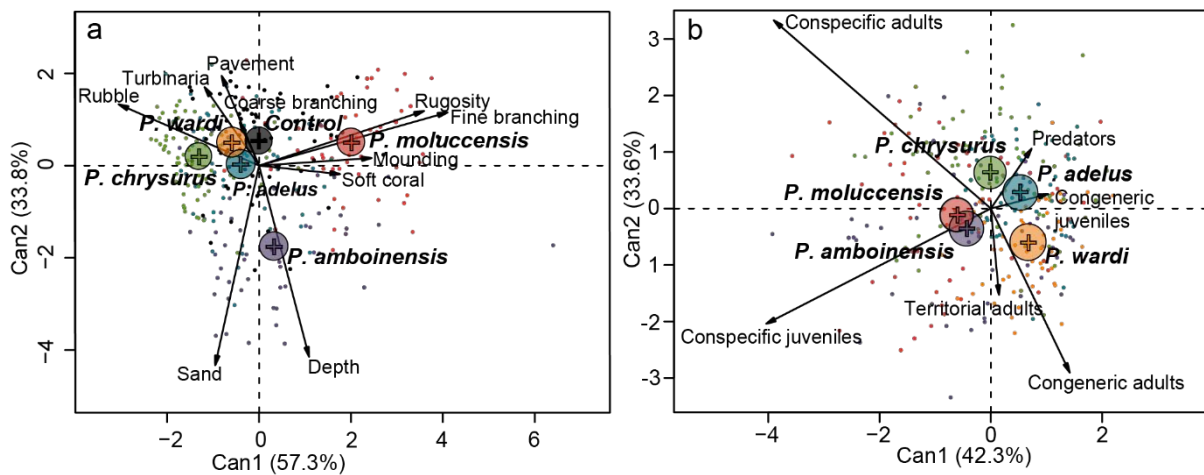 a
Pavement
Turbinaria
Rubble
Coarse branching
Rugosity
Fine branching
P. wardi
Control
P. moluccensis
Mounding
P. chrysurus
P. adelus
Soft coral
P. amboinensis
Sand
Depth
2
0
−2
−4
Can2 (33.8%)
−2
0
2
4
6
Can1 (57.3%)
b
Conspecific adults
Predators
P. chrysurus
P. adelus
P. moluccensis
Congeneric
juveniles
P. amboinensis
P. wardi
Territorial adults
Conspecific juveniles
Congeneric adults
3
2
1
0
-1
-2
-3
Can2 (33.6%)
−4
−2
0
2
Can1 (42.3%)